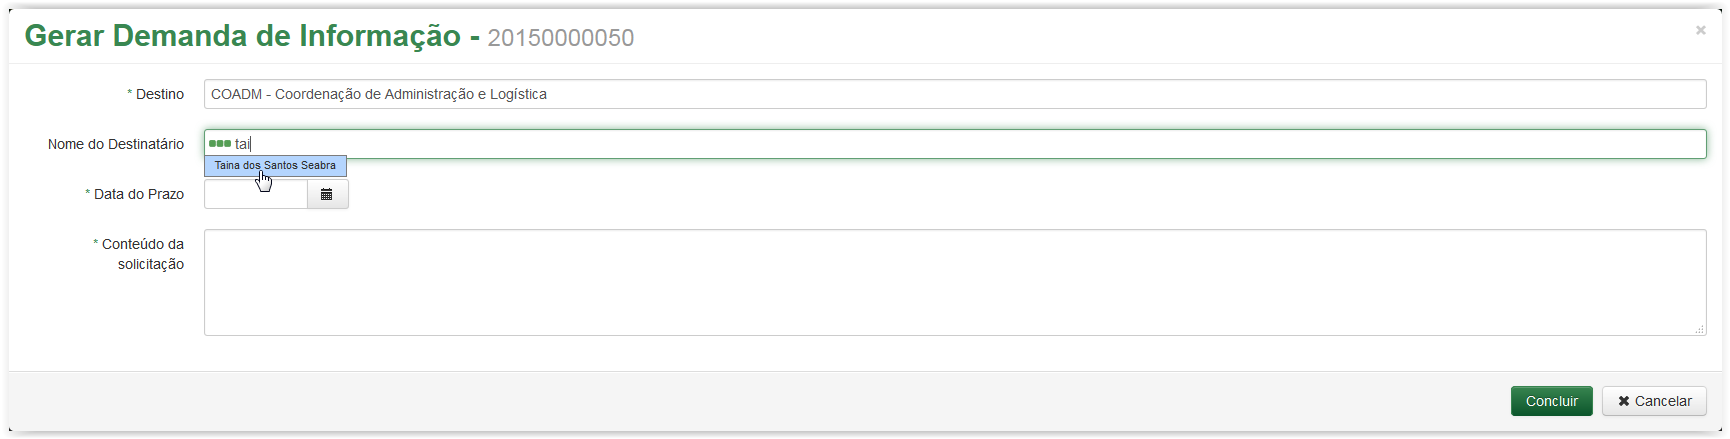 Gerar Demanda de Informação - 20150000050
×
* Destino
COADM - Coordenação de Administração e Logística
Nome do Destinatário
tai
Taina dos Santos Seabra
* Data do Prazo
* Conteúdo da
solicitação
Concluir
✖ Cancelar